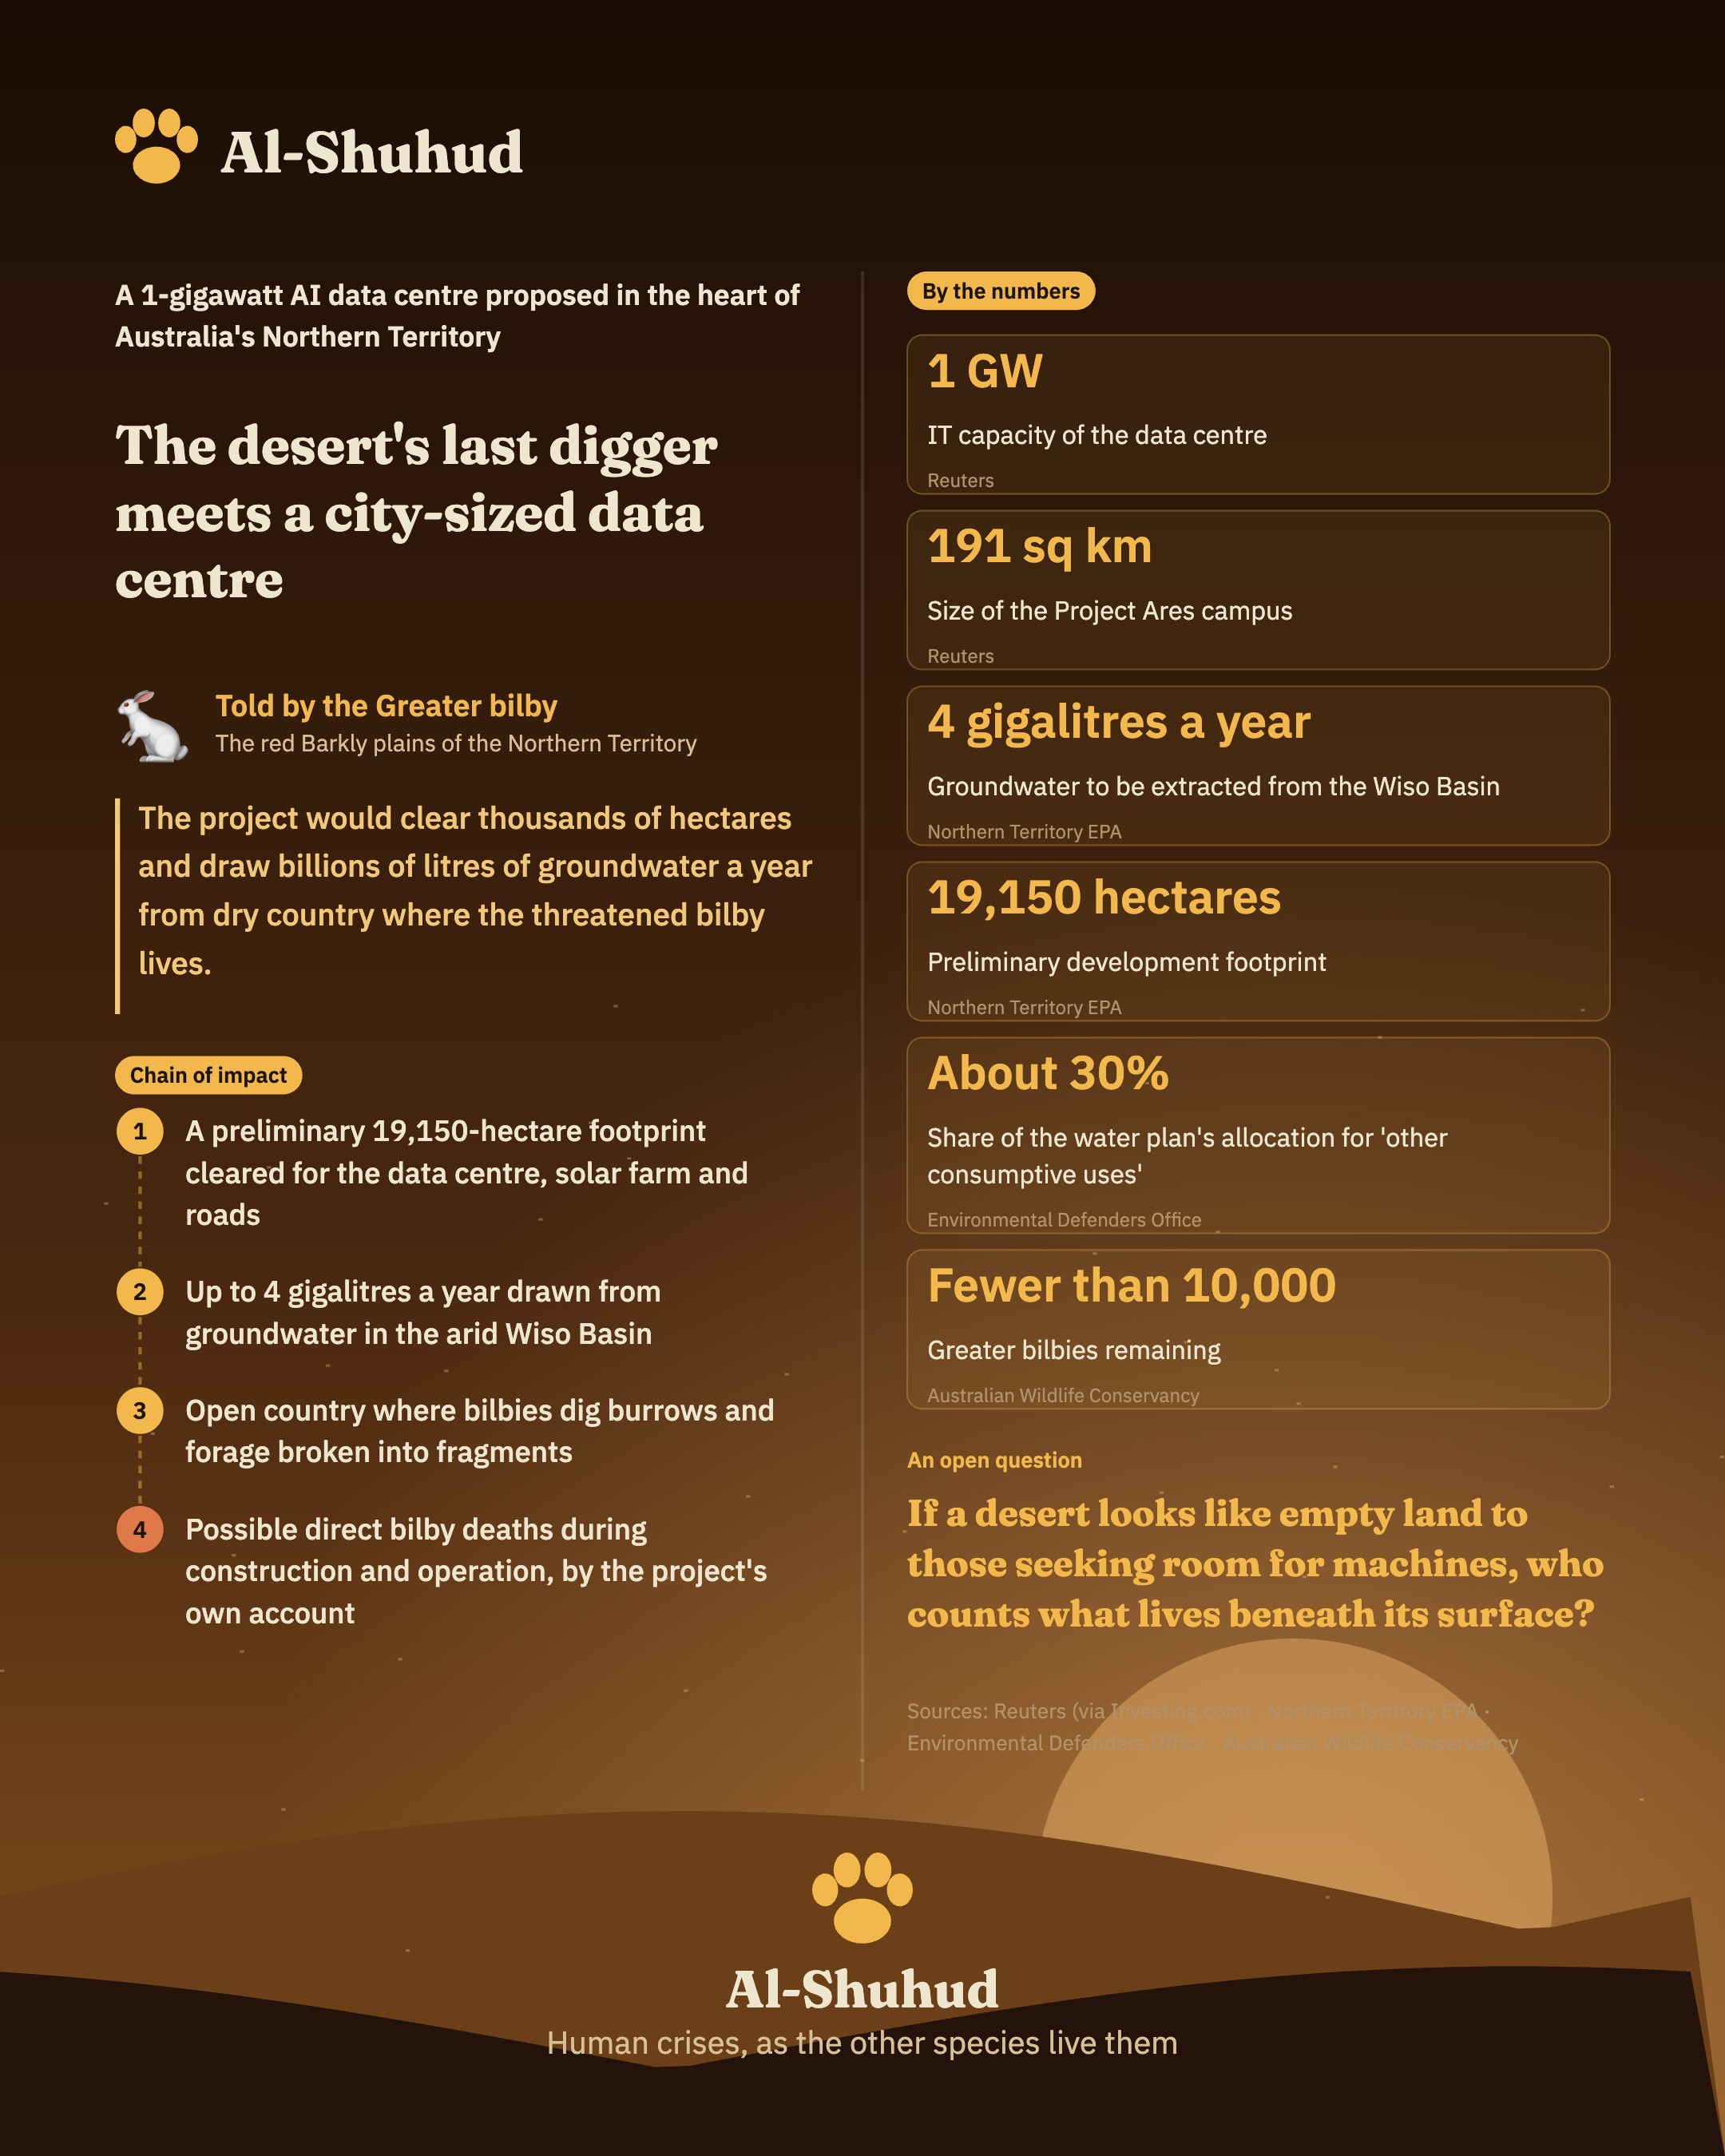 Al-Shuhud
A 1-gigawatt AI data centre proposed in the heart of
Australia's Northern Territory
The desert's last digger
meets a city-sized data
centre
Told by the Greater bilby
The red Barkly plains of the Northern Territory
The project would clear thousands of hectares
and draw billions of litres of groundwater a year
from dry country where the threatened bilby
lives.
Chain of impact
1
A preliminary 19,150-hectare footprint
cleared for the data centre, solar farm and
roads
2
Up to 4 gigalitres a year drawn from
groundwater in the arid Wiso Basin
3
Open country where bilbies dig burrows and
forage broken into fragments
4
Possible direct bilby deaths during
construction and operation, by the project's
own account
By the numbers
1 GW
IT capacity of the data centre
Reuters
191 sq km
Size of the Project Ares campus
Reuters
4 gigalitres a year
Groundwater to be extracted from the Wiso Basin
Northern Territory EPA
19,150 hectares
Preliminary development footprint
Northern Territory EPA
About 30%
Share of the water plan's allocation for 'other
consumptive uses'
Environmental Defenders Office
Fewer than 10,000
Greater bilbies remaining
Australian Wildlife Conservancy
An open question
If a desert looks like empty land to
those seeking room for machines, who
counts what lives beneath its surface?
Sources: Reuters (via Investing.com) · Northern Territory EPA ·
Environmental Defenders Office · Australian Wildlife Conservancy
Al-Shuhud
Human crises, as the other species live them